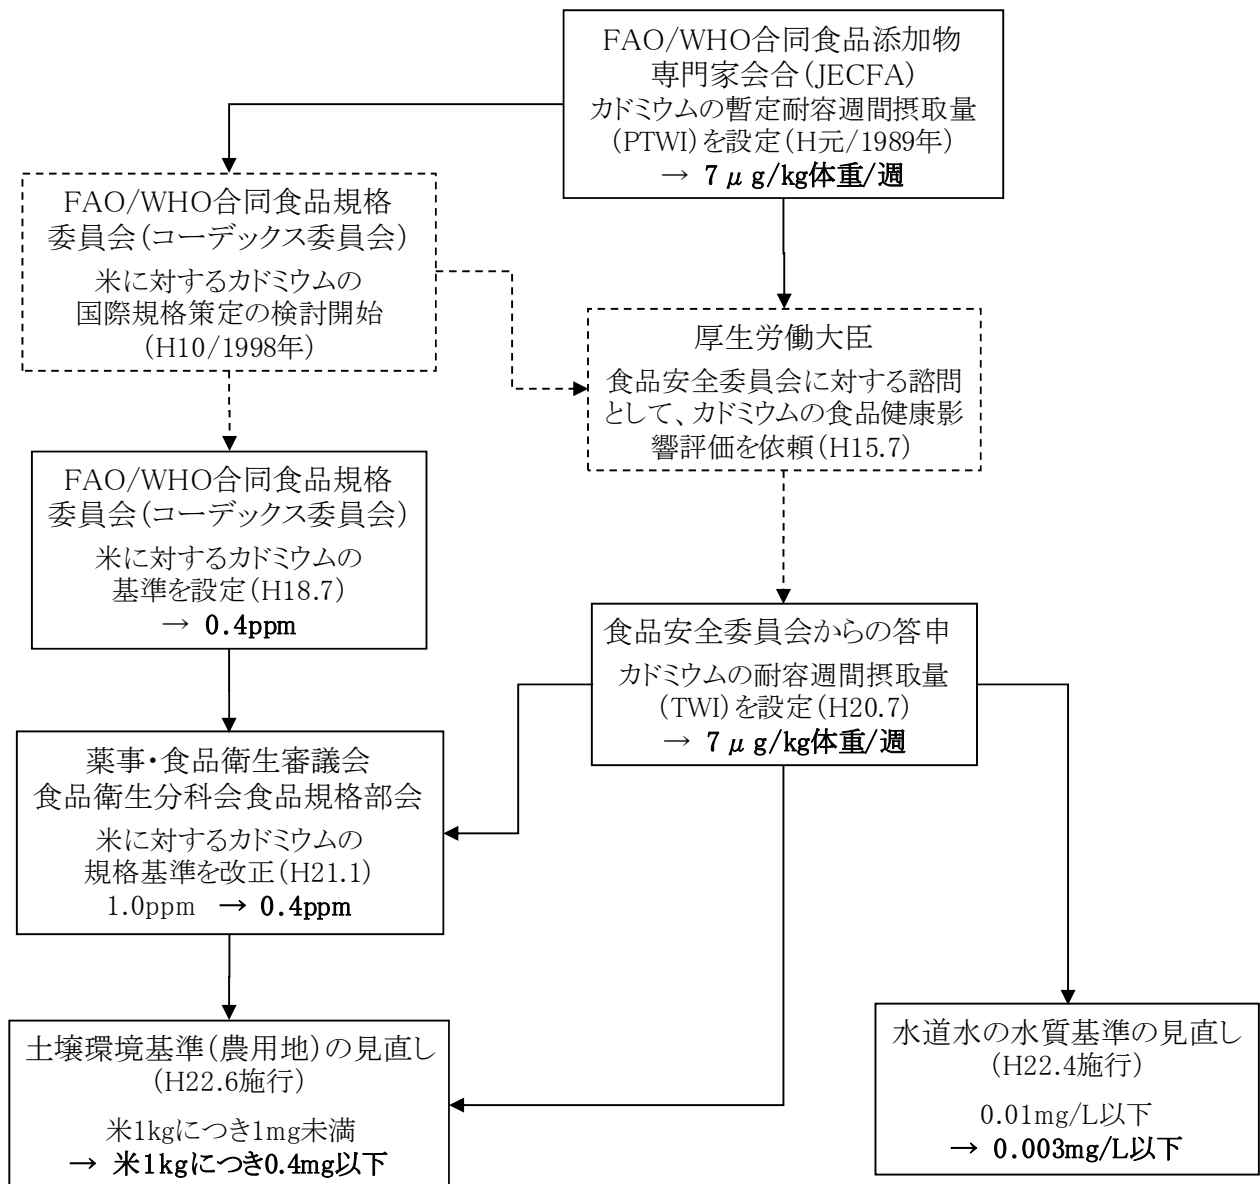 FAO/WHO合同食品添加物
専門家会合(JECFA)
カドミウムの暫定耐容週間摂取量
(PTWI)を設定(H元/1989年)
→ 7μg/kg体重/週
FAO/WHO合同食品規格
委員会(コーデックス委員会)
米に対するカドミウムの
国際規格策定の検討開始
(H10/1998年)
厚生労働大臣
食品安全委員会に対する諮問
として、カドミウムの食品健康影
響評価を依頼(H15.7)
FAO/WHO合同食品規格
委員会(コーデックス委員会)
米に対するカドミウムの
基準を設定(H18.7)
→ 0.4ppm
食品安全委員会からの答申
カドミウムの耐容週間摂取量
(TWI)を設定(H20.7)
→ 7μg/kg体重/週
薬事・食品衛生審議会
食品衛生分科会食品規格部会
米に対するカドミウムの
規格基準を改正(H21.1)
1.0ppm → 0.4ppm
土壌環境基準(農用地)の見直し
(H22.6施行)
米1kgにつき1mg未満
→ 米1kgにつき0.4mg以下
水道水の水質基準の見直し
(H22.4施行)
0.01mg/L以下
→ 0.003mg/L以下